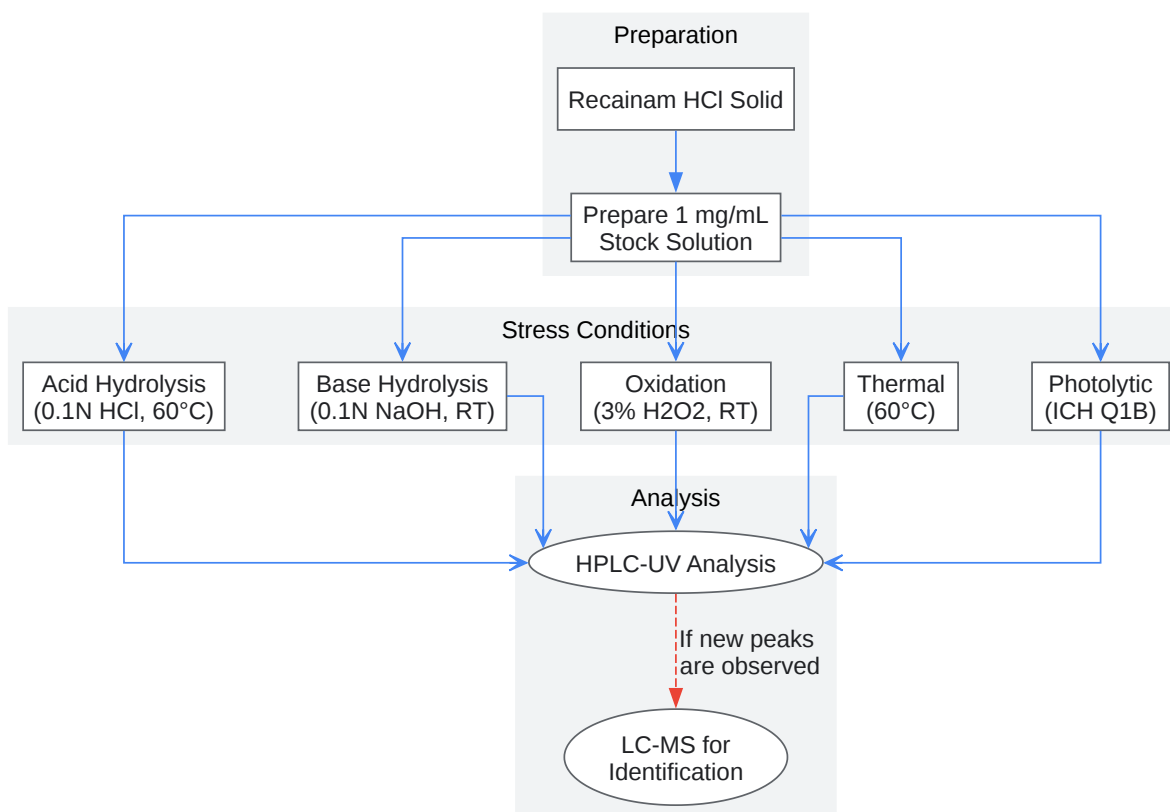 Preparation
Recainam HCl Solid
Prepare 1 mg/mL
Stock Solution
Stress Conditions
Acid Hydrolysis
(0.1N HCl, 60°C)
Base Hydrolysis
(0.1N NaOH, RT)
Oxidation
(3% H2O2, RT)
Thermal
(60°C)
Photolytic
(ICH Q1B)
Analysis
HPLC-UV Analysis
If new peaks
are observed
LC-MS for
Identification